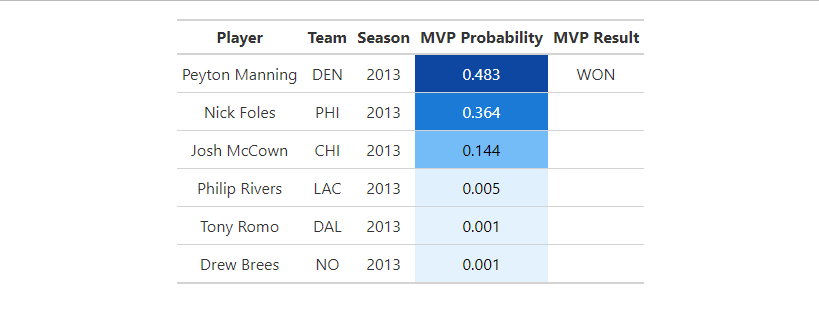 Player Team Season MVP Probability MVP Result
Peyton Manning DEN 2013 0.483 WON
Nick Foles PHI 2013 0.364
Josh McCown CHI 2013 0.144
Philip Rivers LAC 2013 0.005
Tony Romo DAL 2013 0.001
Drew Brees NO 2013 0.001